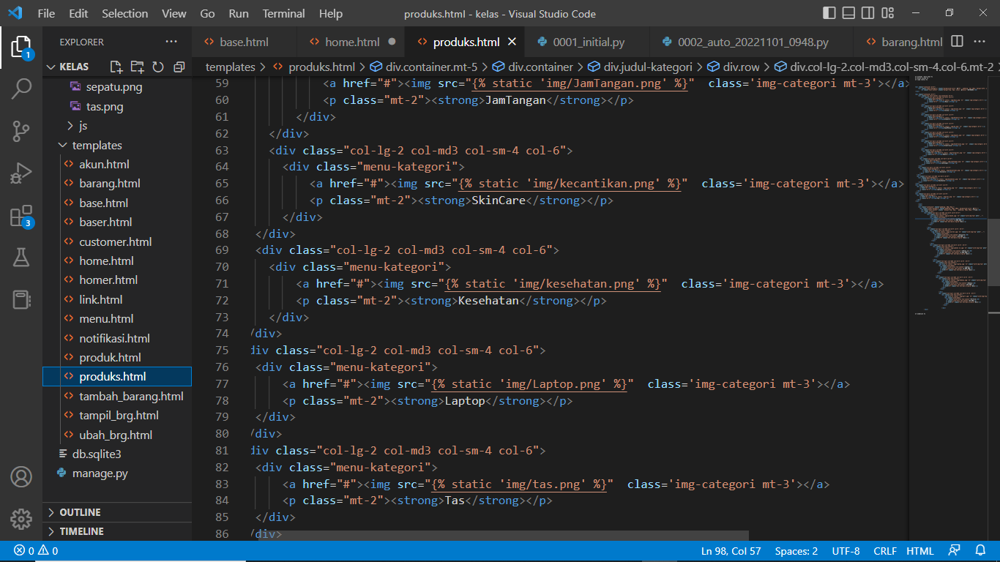 File Edit Selection View Go Run Terminal Help produks.html - kelas - Visual Studio Code
EXPLORER ···
base.html
home.html
produks.html
0001_initial.py
0002_auto_20221101_0948.py
barang.html
templates > produks.html > div.container.mt-5 > div.container > div.judul-kategori > div.row > div.col-lg-2.col-md3.col-sm-4.col-6.mt-2
1
3
KELAS
sepatu.png
tas.png
js
templates
akun.html
barang.html
base.html
baser.html
customer.html
home.html
homer.html
link.html
menu.html
notifikasi.html
produk.html
produks.html
tambah_barang.html
tampil_brg.html
ubah_brg.html
db.sqlite3
manage.py
OUTLINE
TIMELINE
59 <a href="#"><img src="{% static 'img/JamTangan.png' %}" class='img-categori mt-3'></a>
60 <p class="mt-2"><strong>JamTangan</strong></p>
61 </div>
62 </div>
63 <div class="col-lg-2 col-md3 col-sm-4 col-6">
64 <div class="menu-kategori">
65 <a href="#"><img src="{% static 'img/kecantikan.png' %}" class='img-categori mt-3'></a>
66 <p class="mt-2"><strong>SkinCare</strong></p>
67 </div>
68 </div>
69 <div class="col-lg-2 col-md3 col-sm-4 col-6">
70 <div class="menu-kategori">
71 <a href="#"><img src="{% static 'img/kesehatan.png' %}" class='img-categori mt-3'></a>
72 <p class="mt-2"><strong>Kesehatan</strong></p>
73 </div>
74 /div>
75 div class="col-lg-2 col-md3 col-sm-4 col-6">
76 <div class="menu-kategori">
77 <a href="#"><img src="{% static 'img/Laptop.png' %}" class='img-categori mt-3'></a>
78 <p class="mt-2"><strong>Laptop</strong></p>
79 </div>
80 /div>
81 div class="col-lg-2 col-md3 col-sm-4 col-6">
82 <div class="menu-kategori">
83 <a href="#"><img src="{% static 'img/tas.png' %}" class='img-categori mt-3'></a>
84 <p class="mt-2"><strong>Tas</strong></p>
85 </div>
86 /div>
0 0 Ln 98, Col 57 Spaces: 2 UTF-8 CRLF HTML